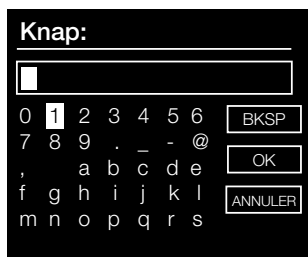 Knap:
0 1 2 3 4 5 6 BKSP
7 8 9 . _ - @
, a b c d e OK
f g h i j k l ANNULER
m n o p q r s